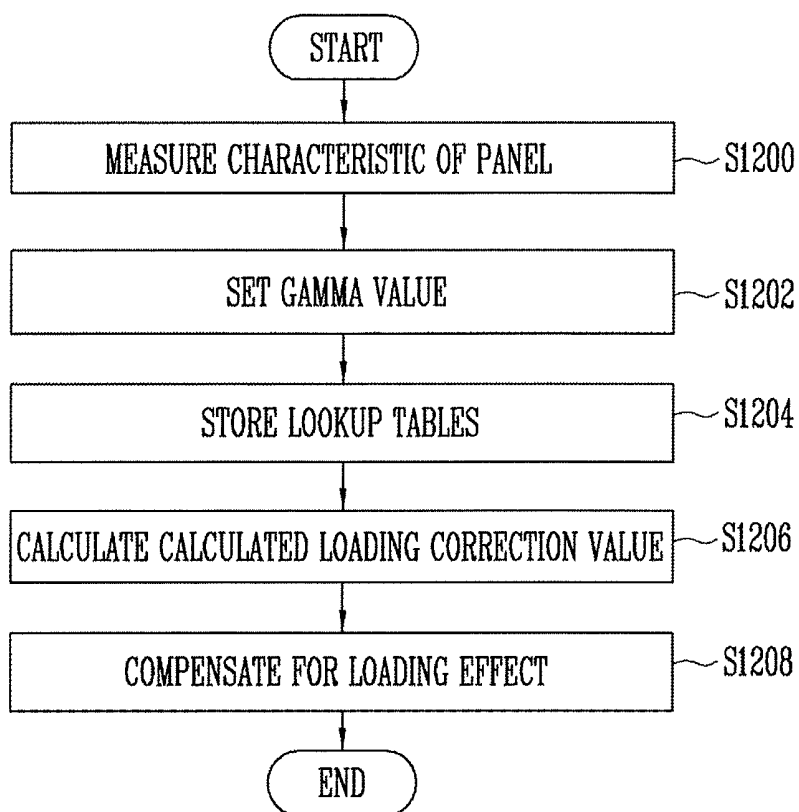 START
MEASURE CHARACTERISTIC OF PANEL
S1200
SET GAMMA VALUE
S1202
STORE LOOKUP TABLES
S1204
CALCULATE CALCULATED LOADING CORRECTION VALUE
S1206
COMPENSATE FOR LOADING EFFECT
S1208
END